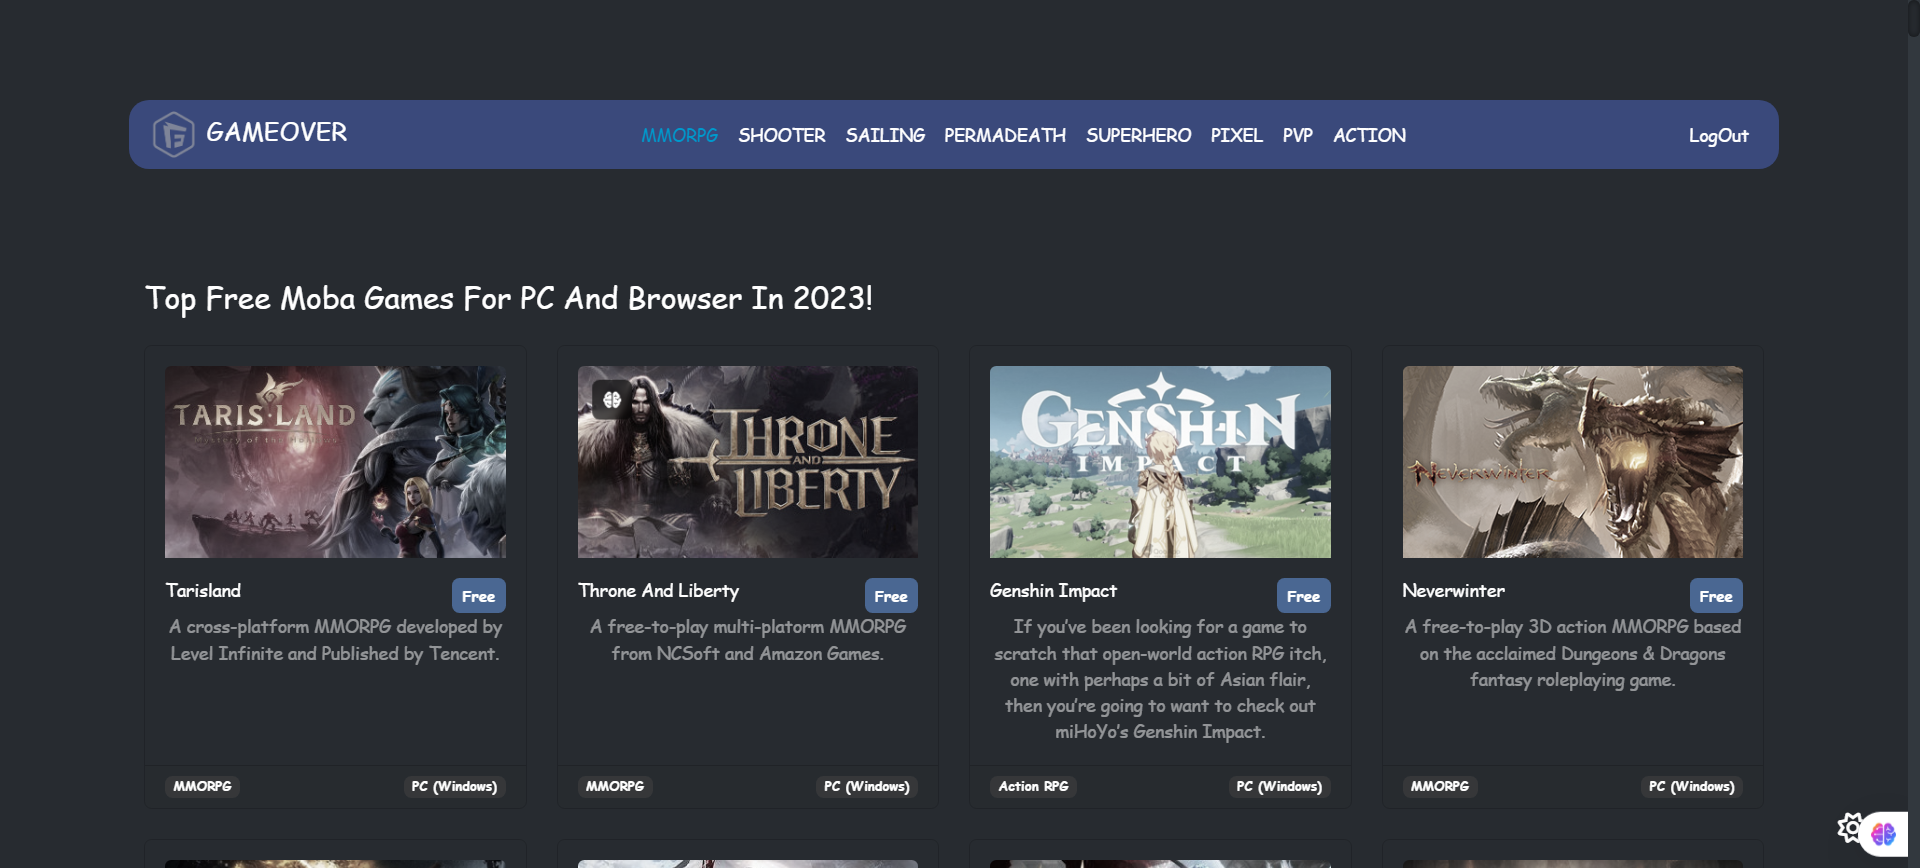 GAMEOVER
MMORPG SHOOTER SAILING PERMADEATH SUPERHERO PIXEL PVP ACTION
LogOut
Top Free Moba Games For PC And Browser In 2023!
TARISLAND
Mystery of the Hollows
THRONE
AND
LIBERTY
GENSHIN
IMPACT
NEVERWINTER
Tarisland
Free
A cross-platform MMORPG developed by
Level Infinite and Published by Tencent.
MMORPG
PC (Windows)
Throne And Liberty
Free
A free-to-play multi-platorm MMORPG
from NCSoft and Amazon Games.
MMORPG
PC (Windows)
Genshin Impact
Free
If you’ve been looking for a game to
scratch that open-world action RPG itch,
one with perhaps a bit of Asian flair,
then you’re going to want to check out
miHoYo’s Genshin Impact.
Action RPG
PC (Windows)
Neverwinter
Free
A free-to-play 3D action MMORPG based
on the acclaimed Dungeons & Dragons
fantasy roleplaying game.
MMORPG
PC (Windows)